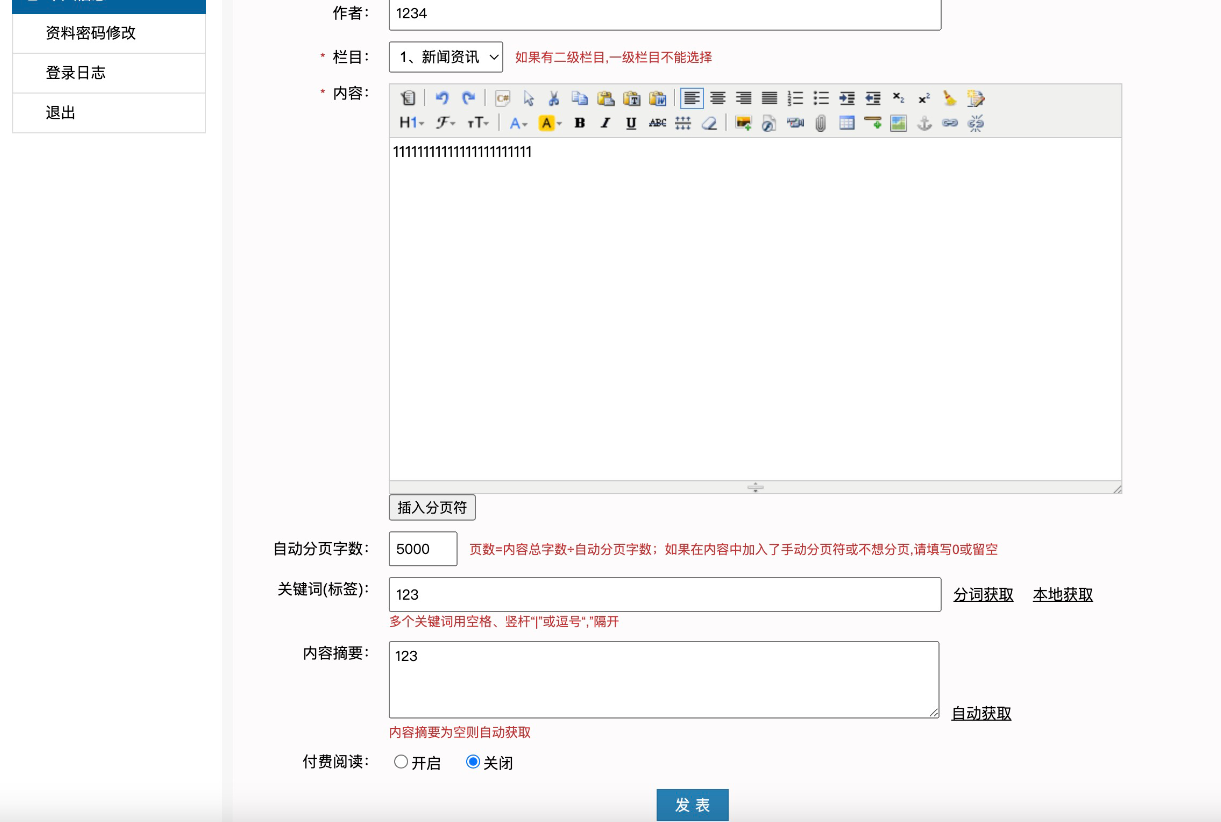 资料密码修改
登录日志
退出
作者： 1234
* 栏目： 1、新闻资讯 如果有二级栏目,一级栏目不能选择
* 内容：
H1 F тT A A B I U ABC
11111111111111111111111
插入分页符
自动分页字数： 5000 页数=内容总字数÷自动分页字数；如果在内容中加入了手动分页符或不想分页,请填写0或留空
关键词(标签)： 123 分词获取 本地获取
多个关键词用空格、竖杆“|”或逗号“,”隔开
内容摘要： 123
自动获取
内容摘要为空则自动获取
付费阅读： 开启 关闭
发 表